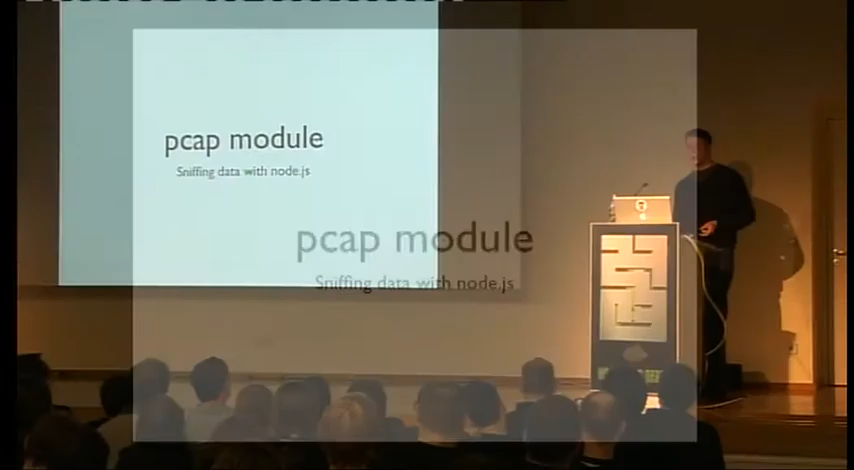 pcap module
Sniffing data with node.js
pcap module
Sniffing data with node.js